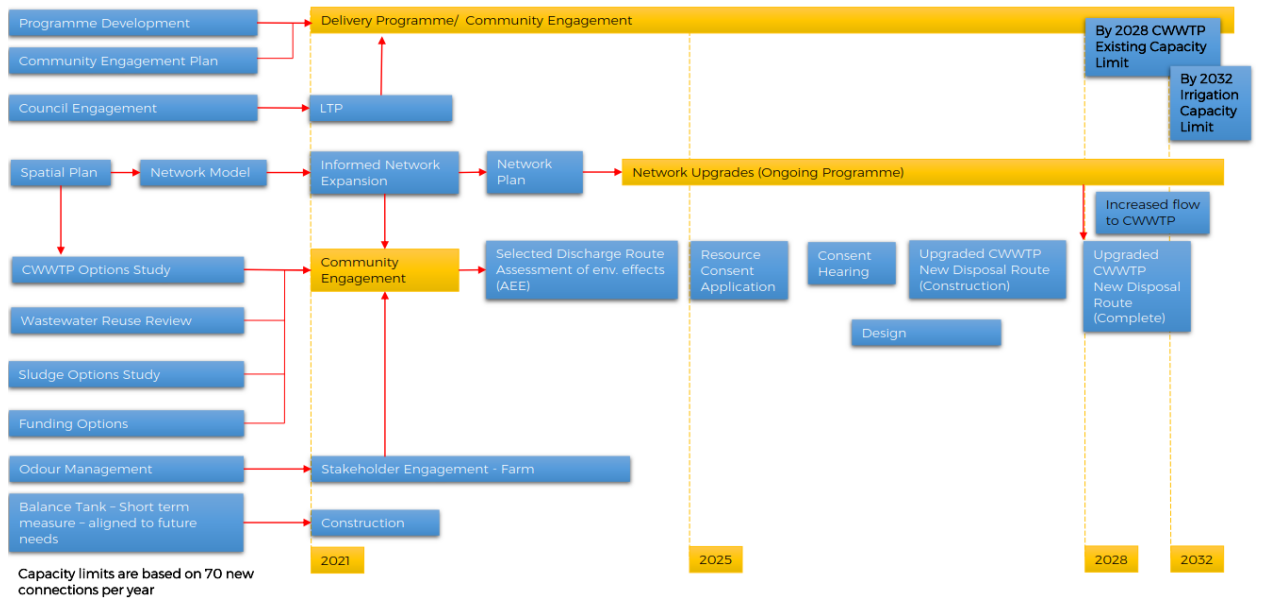 Programme Development
Delivery Programme/ Community Engagement
By 2028 CWWTP
Existing Capacity
Limit
Community Engagement Plan
By 2032
Irrigation
Capacity
Limit
Council Engagement
LTP
Spatial Plan
Network Model
Informed Network
Expansion
Network
Plan
Network Upgrades (Ongoing Programme)
Increased flow
to CWWTP
CWWTP Options Study
Community
Engagement
Selected Discharge Route
Assessment of env. effects
(AEE)
Resource
Consent
Application
Consent
Hearing
Upgraded CWWTP
New Disposal Route
(Construction)
Upgraded
CWWTP
New Disposal
Route
(Complete)
Wastewater Reuse Review
Design
Sludge Options Study
Funding Options
Odour Management
Stakeholder Engagement - Farm
Balance Tank – Short term
measure – aligned to future
needs
Construction
2021
2025
2028
2032
Capacity limits are based on 70 new
connections per year